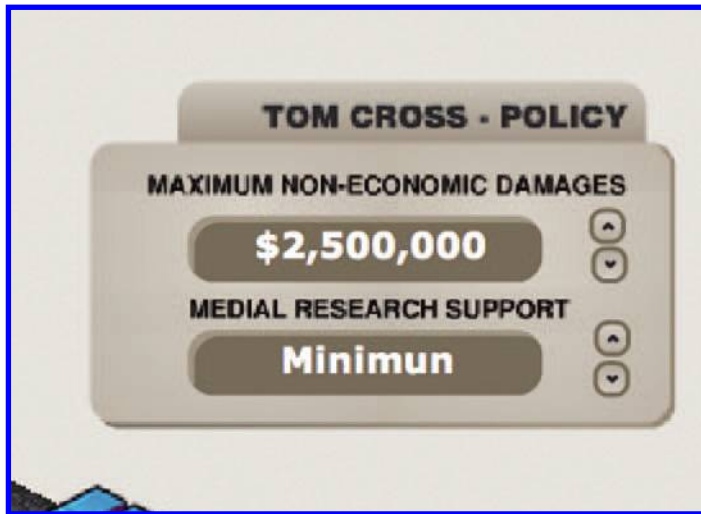 TOM CROSS - POLICY
MAXIMUM NON-ECONOMIC DAMAGES
$2,500,000
MEDIAL RESEARCH SUPPORT
Minimun